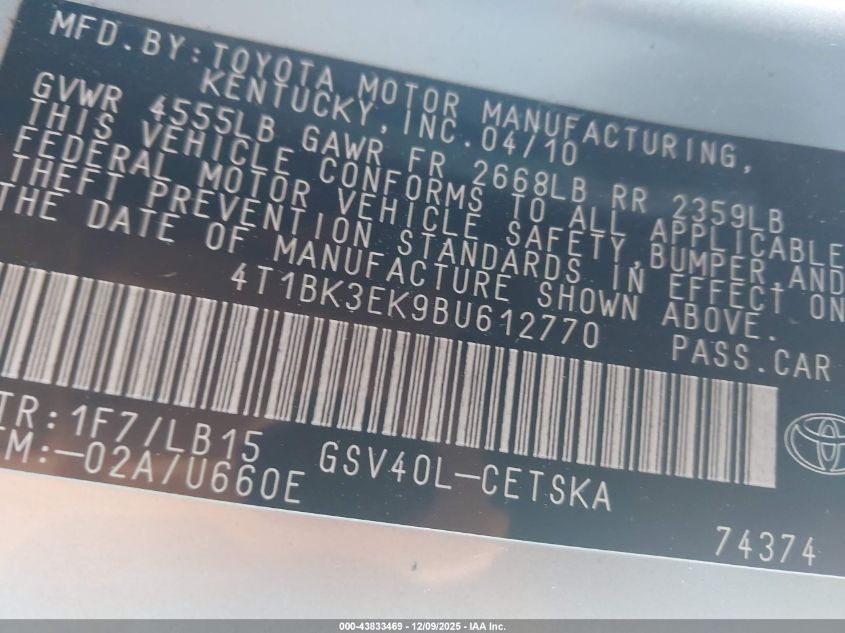 MFD.BY:TOYOTA MOTOR MANUFACTURING,
KENTUCKY,INC.04/10
GVWR 4555LB GAWR FR 2668LB RR 2359LB
THIS VEHICLE CONFORMS TO ALL APPLICABLE
FEDERAL MOTOR VEHICLE SAFETY,BUMPER,AND
THEFT PREVENTION STANDARDS IN EFFECT ON
THE DATE OF MANUFACTURE SHOWN ABOVE.
4T1BK3EK9BU612770 PASS.CAR
TR:1F7/LB15
M:-02A/U660E GSV40L-CETSKA
74374
000-43833469 - 12/09/2025 - IAA Inc.